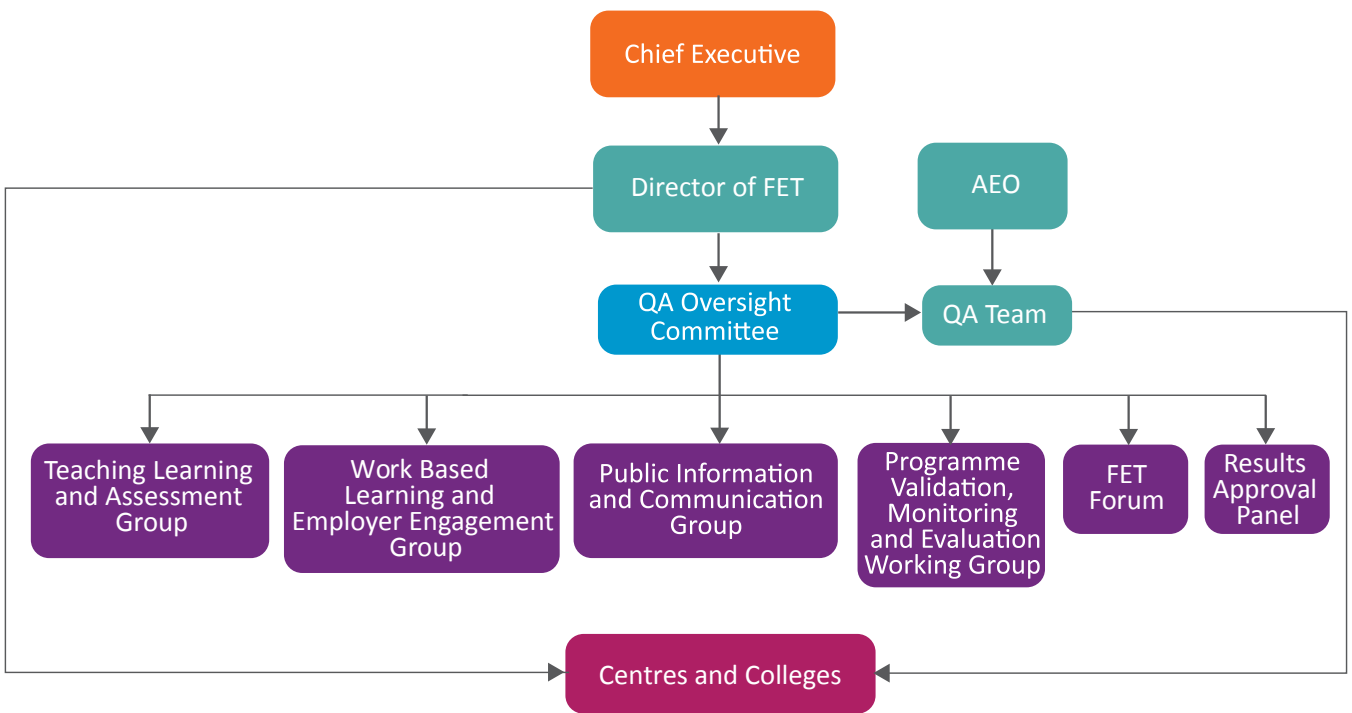 Chief Executive
Director of FET
AEO
QA Oversight
Committee
QA Team
Teaching Learning
and Assessment
Group
Work Based
Learning and
Employer Engagement
Group
Public Information
and Communication
Group
Programme
Validation,
Monitoring
and Evaluation
Working Group
FET
Forum
Results
Approval
Panel
Centres and Colleges